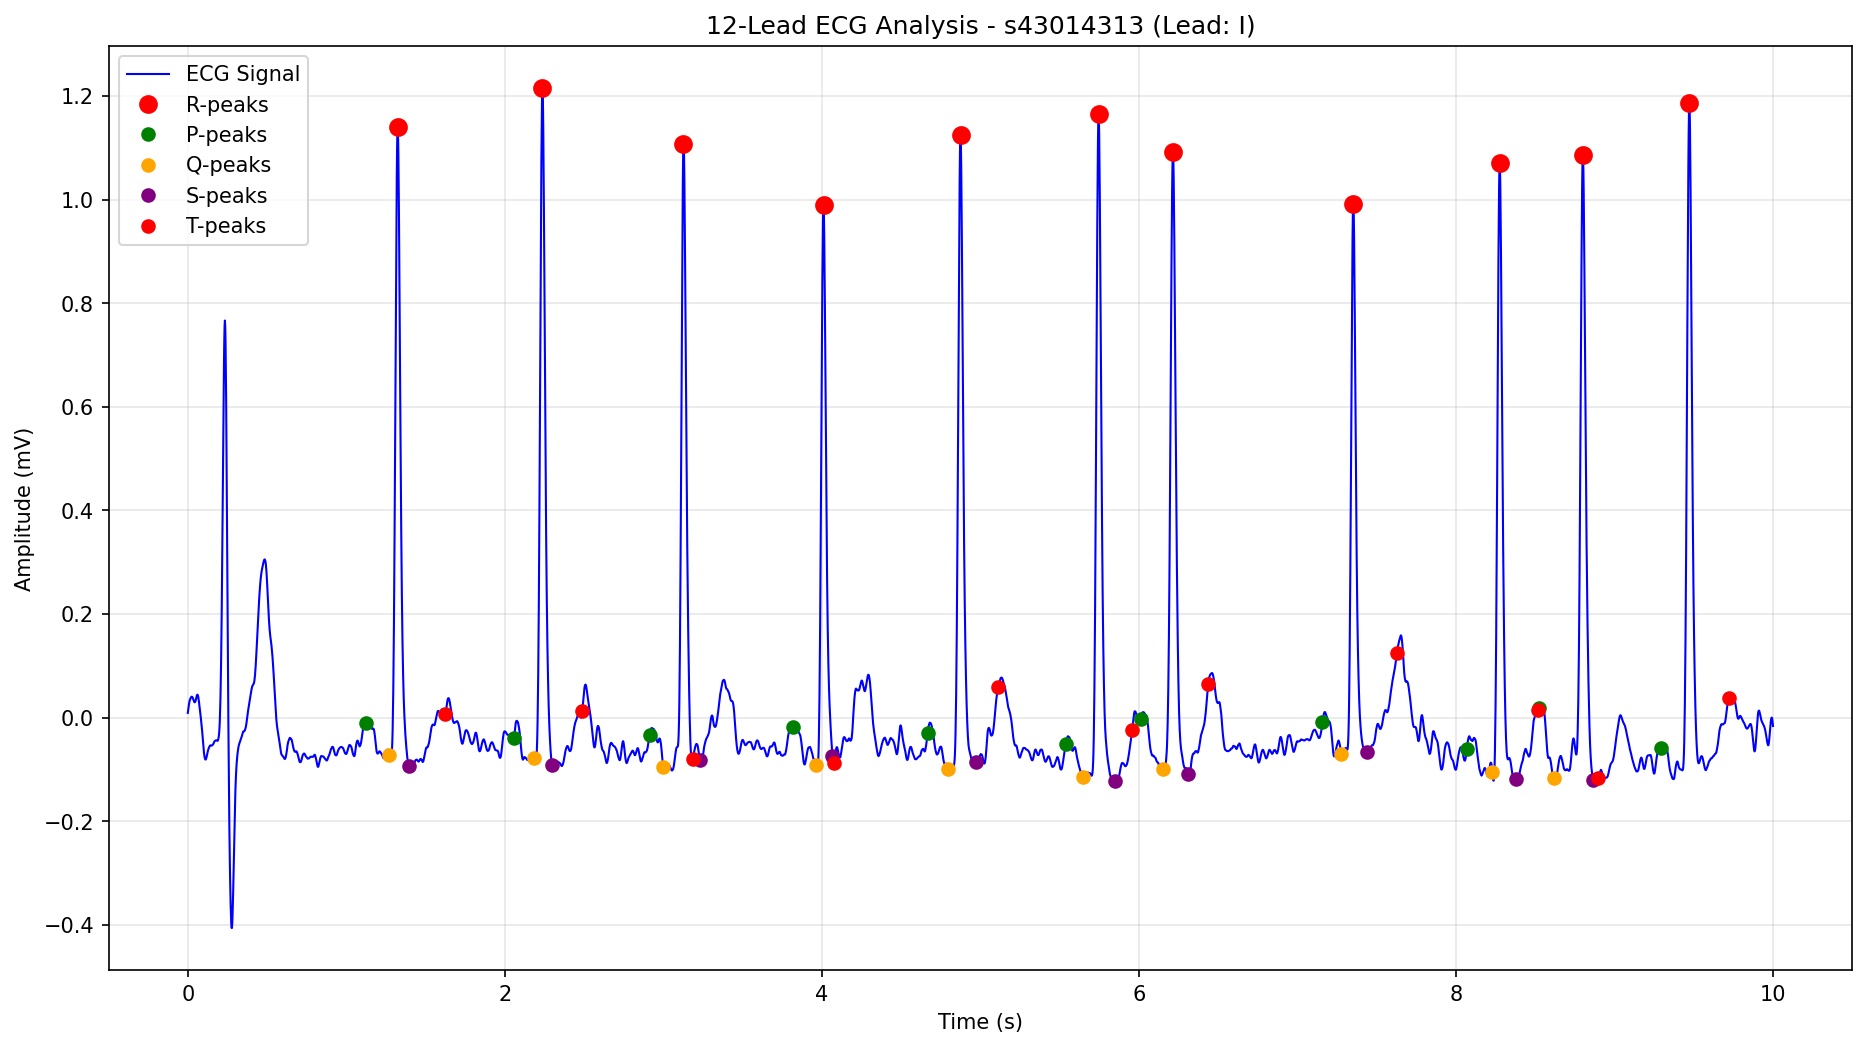 12-Lead ECG Analysis - s43014313 (Lead: I)
ECG Signal
R-peaks
P-peaks
Q-peaks
S-peaks
T-peaks
1.2
1.0
0.8
0.6
0.4
0.2
0.0
−0.2
−0.4
Amplitude (mV)
0 2 4 6 8 10
Time (s)